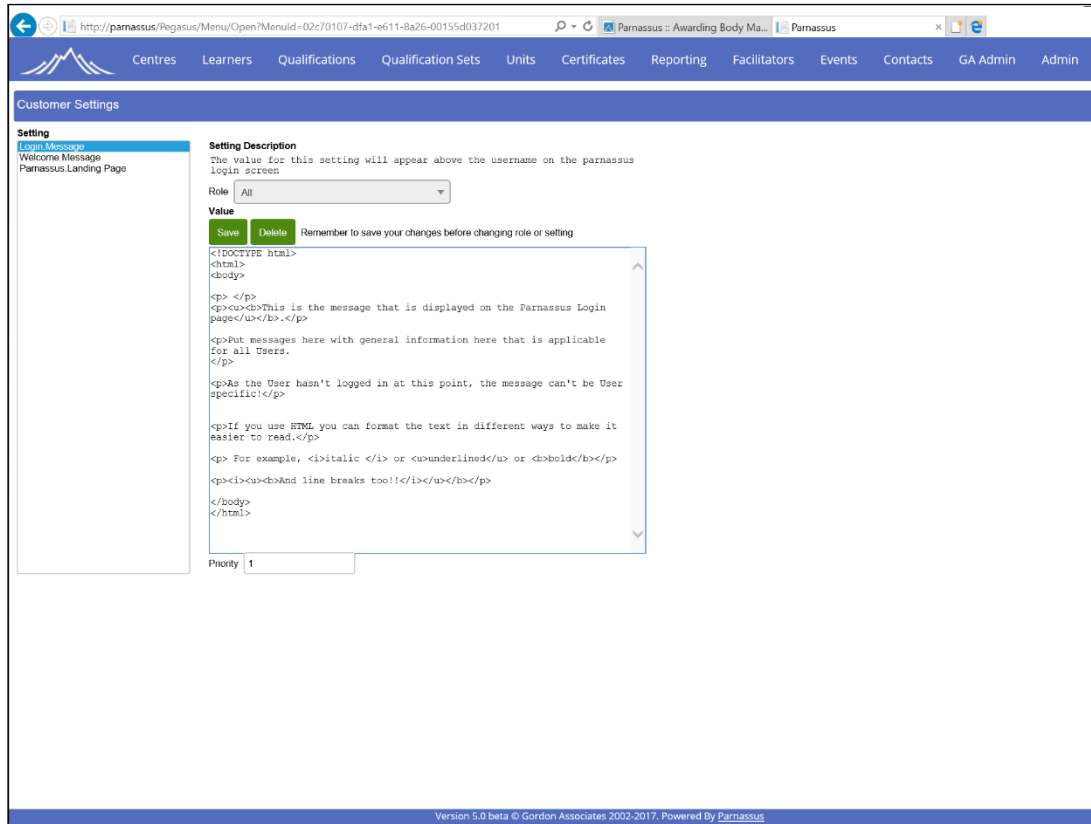 http://parnassus/Pegasus/Menu/Open?MenuId=02c70107-dfa1-e611-8a26-00155d037201
Parnassus :: Awarding Body Ma...
Parnassus
Centres Learners Qualifications Qualification Sets Units Certificates Reporting Facilitators Events Contacts GA Admin Admin
Customer Settings
Setting
Login.Message
Welcome.Message
Parnassus.Landing Page
Setting Description
The value for this setting will appear above the username on the parnassus
login screen
Role All
Value
Save Delete Remember to save your changes before changing role or setting
<!DOCTYPE html>
<html>
<body>
<p> </p>
<p><u><b>This is the message that is displayed on the Parnassus Login
page</u></b>.</p>
<p>Put messages here with general information here that is applicable
for all Users.
</p>
<p>As the User hasn't logged in at this point, the message can't be User
specific!</p>
<p>If you use HTML you can format the text in different ways to make it
easier to read.</p>
<p> For example, <i>italic </i> or <u>underlined</u> or <b>bold</b></p>
<p><i><u><b>And line breaks too!!</i></u></b></p>
</body>
</html>
Priority 1
Version 5.0 beta © Gordon Associates 2002-2017. Powered By Parnassus